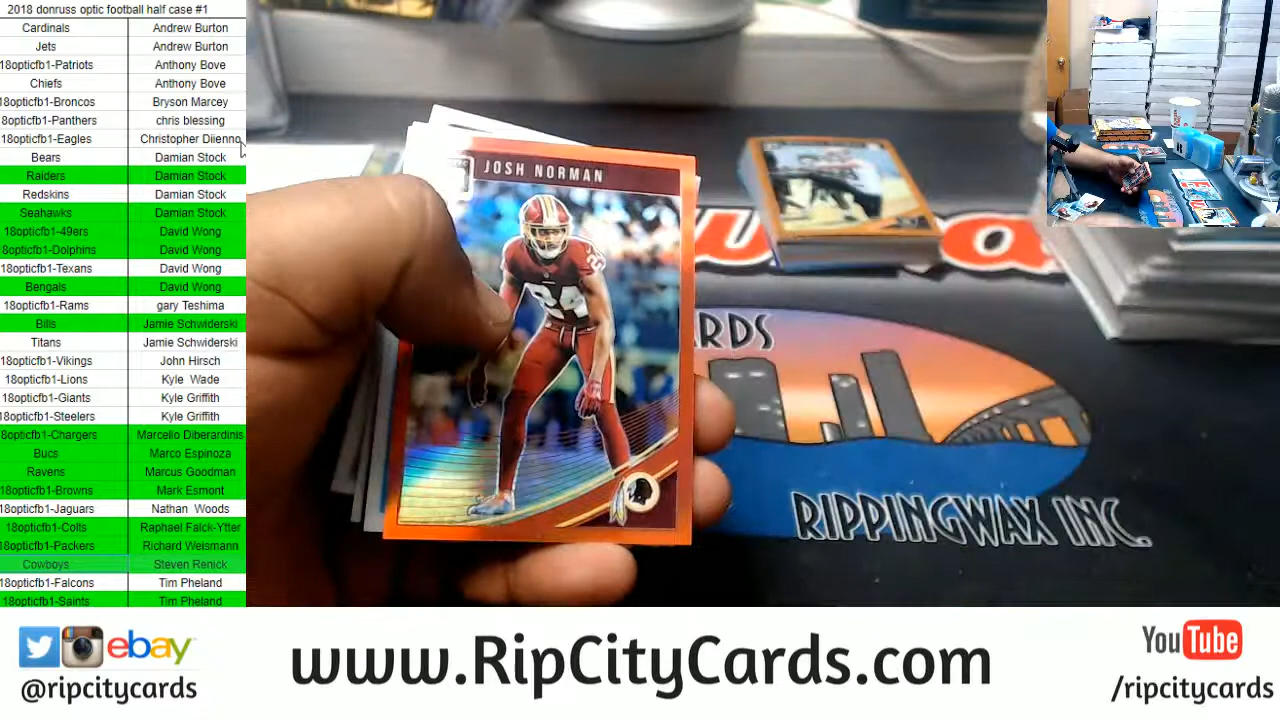 2018 donruss optic football half case #1
Cardinals Andrew Burton
Jets Andrew Burton
18opticfb1-Patriots Anthony Bove
Chiefs Anthony Bove
18opticfb1-Broncos Bryson Marcey
8opticfb1-Panthers chris blessing
18opticfb1-Eagles Christopher Diienno
Bears Damian Stock
Raiders Damian Stock
Redskins Damian Stock
Seahawks Damian Stock
18opticfb1-49ers David Wong
8opticfb1-Dolphins David Wong
18opticfb1-Texans David Wong
Bengals David Wong
18opticfb1-Rams gary Teshima
Bills Jamie Schwiderski
Titans Jamie Schwiderski
18opticfb1-Vikings John Hirsch
18opticfb1-Lions Kyle Wade
18opticfb1-Giants Kyle Griffith
18opticfb1-Steelers Kyle Griffith
8opticfb1-Chargers Marcello Diberardinis
Bucs Marco Espinoza
Ravens Marcus Goodman
18opticfb1-Browns Mark Esmont
18opticfb1-Jaguars Nathan Woods
18opticfb1-Colts Raphael Falck-Ytter
18opticfb1-Packers Richard Weismann
Cowboys Steven Renick
18opticfb1-Falcons Tim Pheland
18opticfb1-Saints Tim Pheland
JOSH NORMAN
24
24
CARDS
RIPPINGWAX INC.
ebay
@ripcitycards
www.RipCityCards.com
YouTube
/ripcitycards